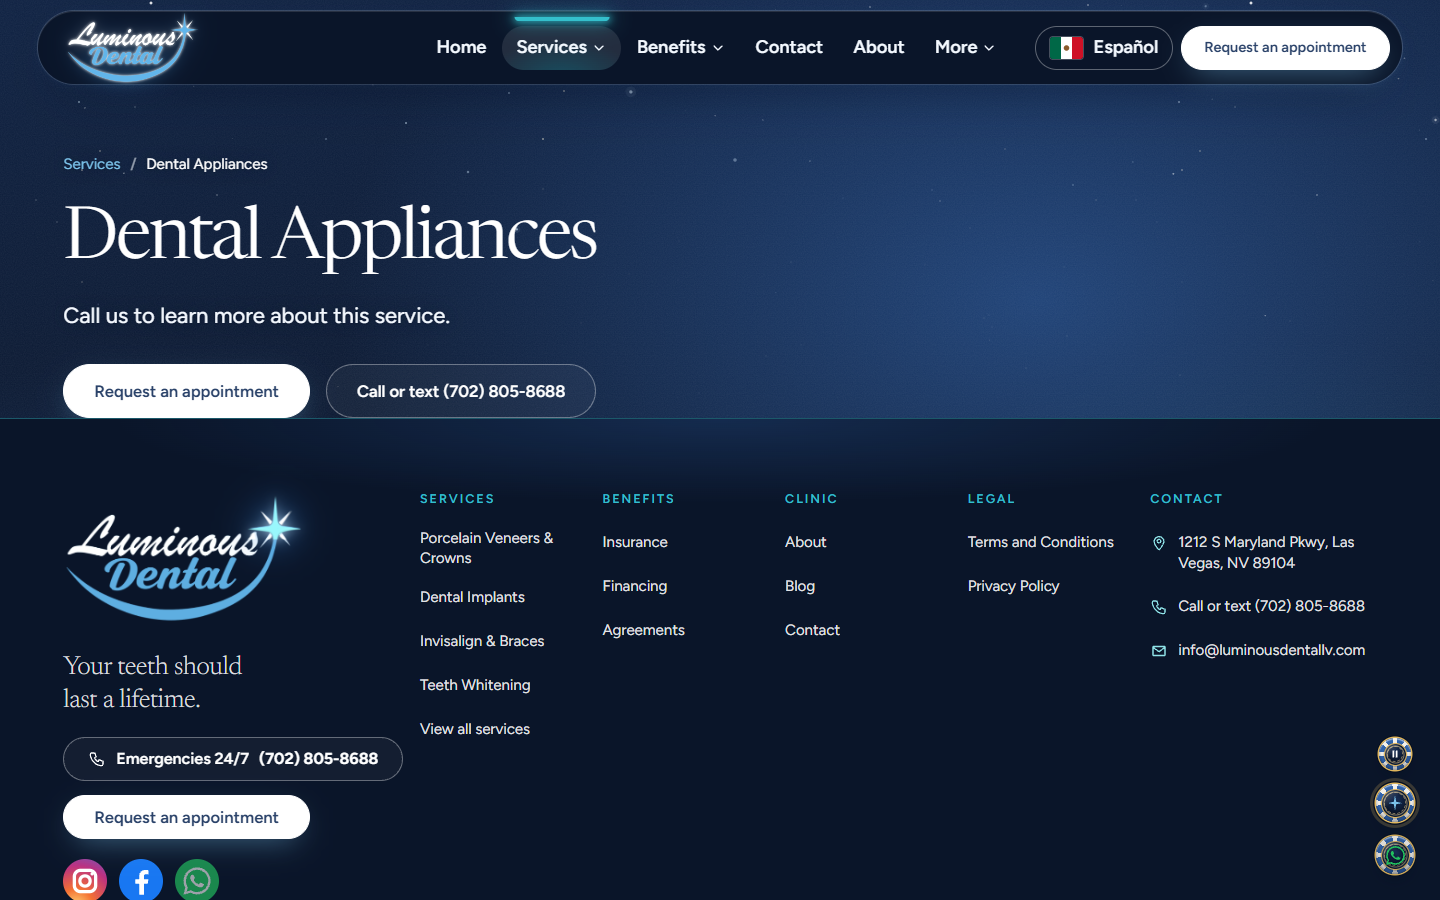 Luminous
Dental
Home
Services
Benefits
Contact
About
More
Español
Request an appointment
Services / Dental Appliances
Dental Appliances
Call us to learn more about this service.
Request an appointment
Call or text (702) 805-8688
Luminous
Dental
Your teeth should
last a lifetime.
Emergencies 24/7 (702) 805-8688
Request an appointment
SERVICES
Porcelain Veneers &
Crowns
Dental Implants
Invisalign & Braces
Teeth Whitening
View all services
BENEFITS
Insurance
Financing
Agreements
CLINIC
About
Blog
Contact
LEGAL
Terms and Conditions
Privacy Policy
CONTACT
1212 S Maryland Pkwy, Las
Vegas, NV 89104
Call or text (702) 805-8688
info@luminousdentallv.com